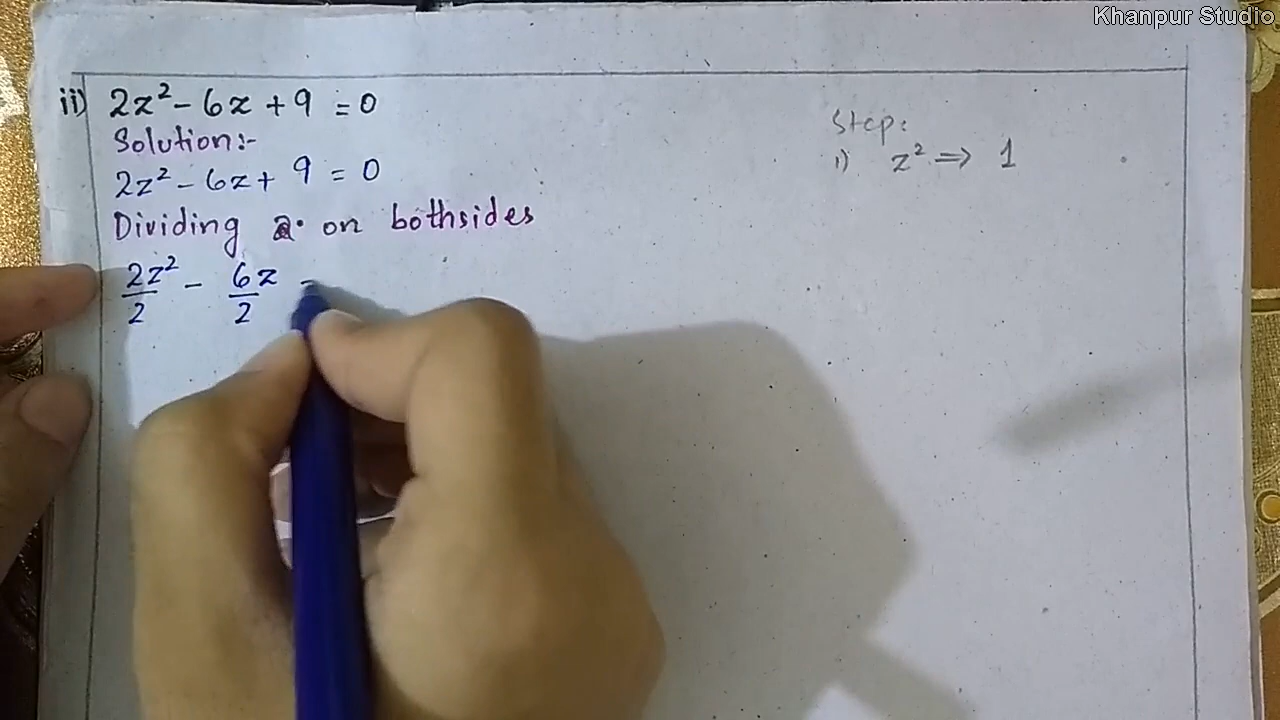 Khanpur Studio
ii) 2z² - 6z + 9 = 0
Solution:-
2z² - 6z + 9 = 0
Dividing 2. on bothsides
2z²/2 - 6z/2 -
Step:
1) z² ⇒ 1